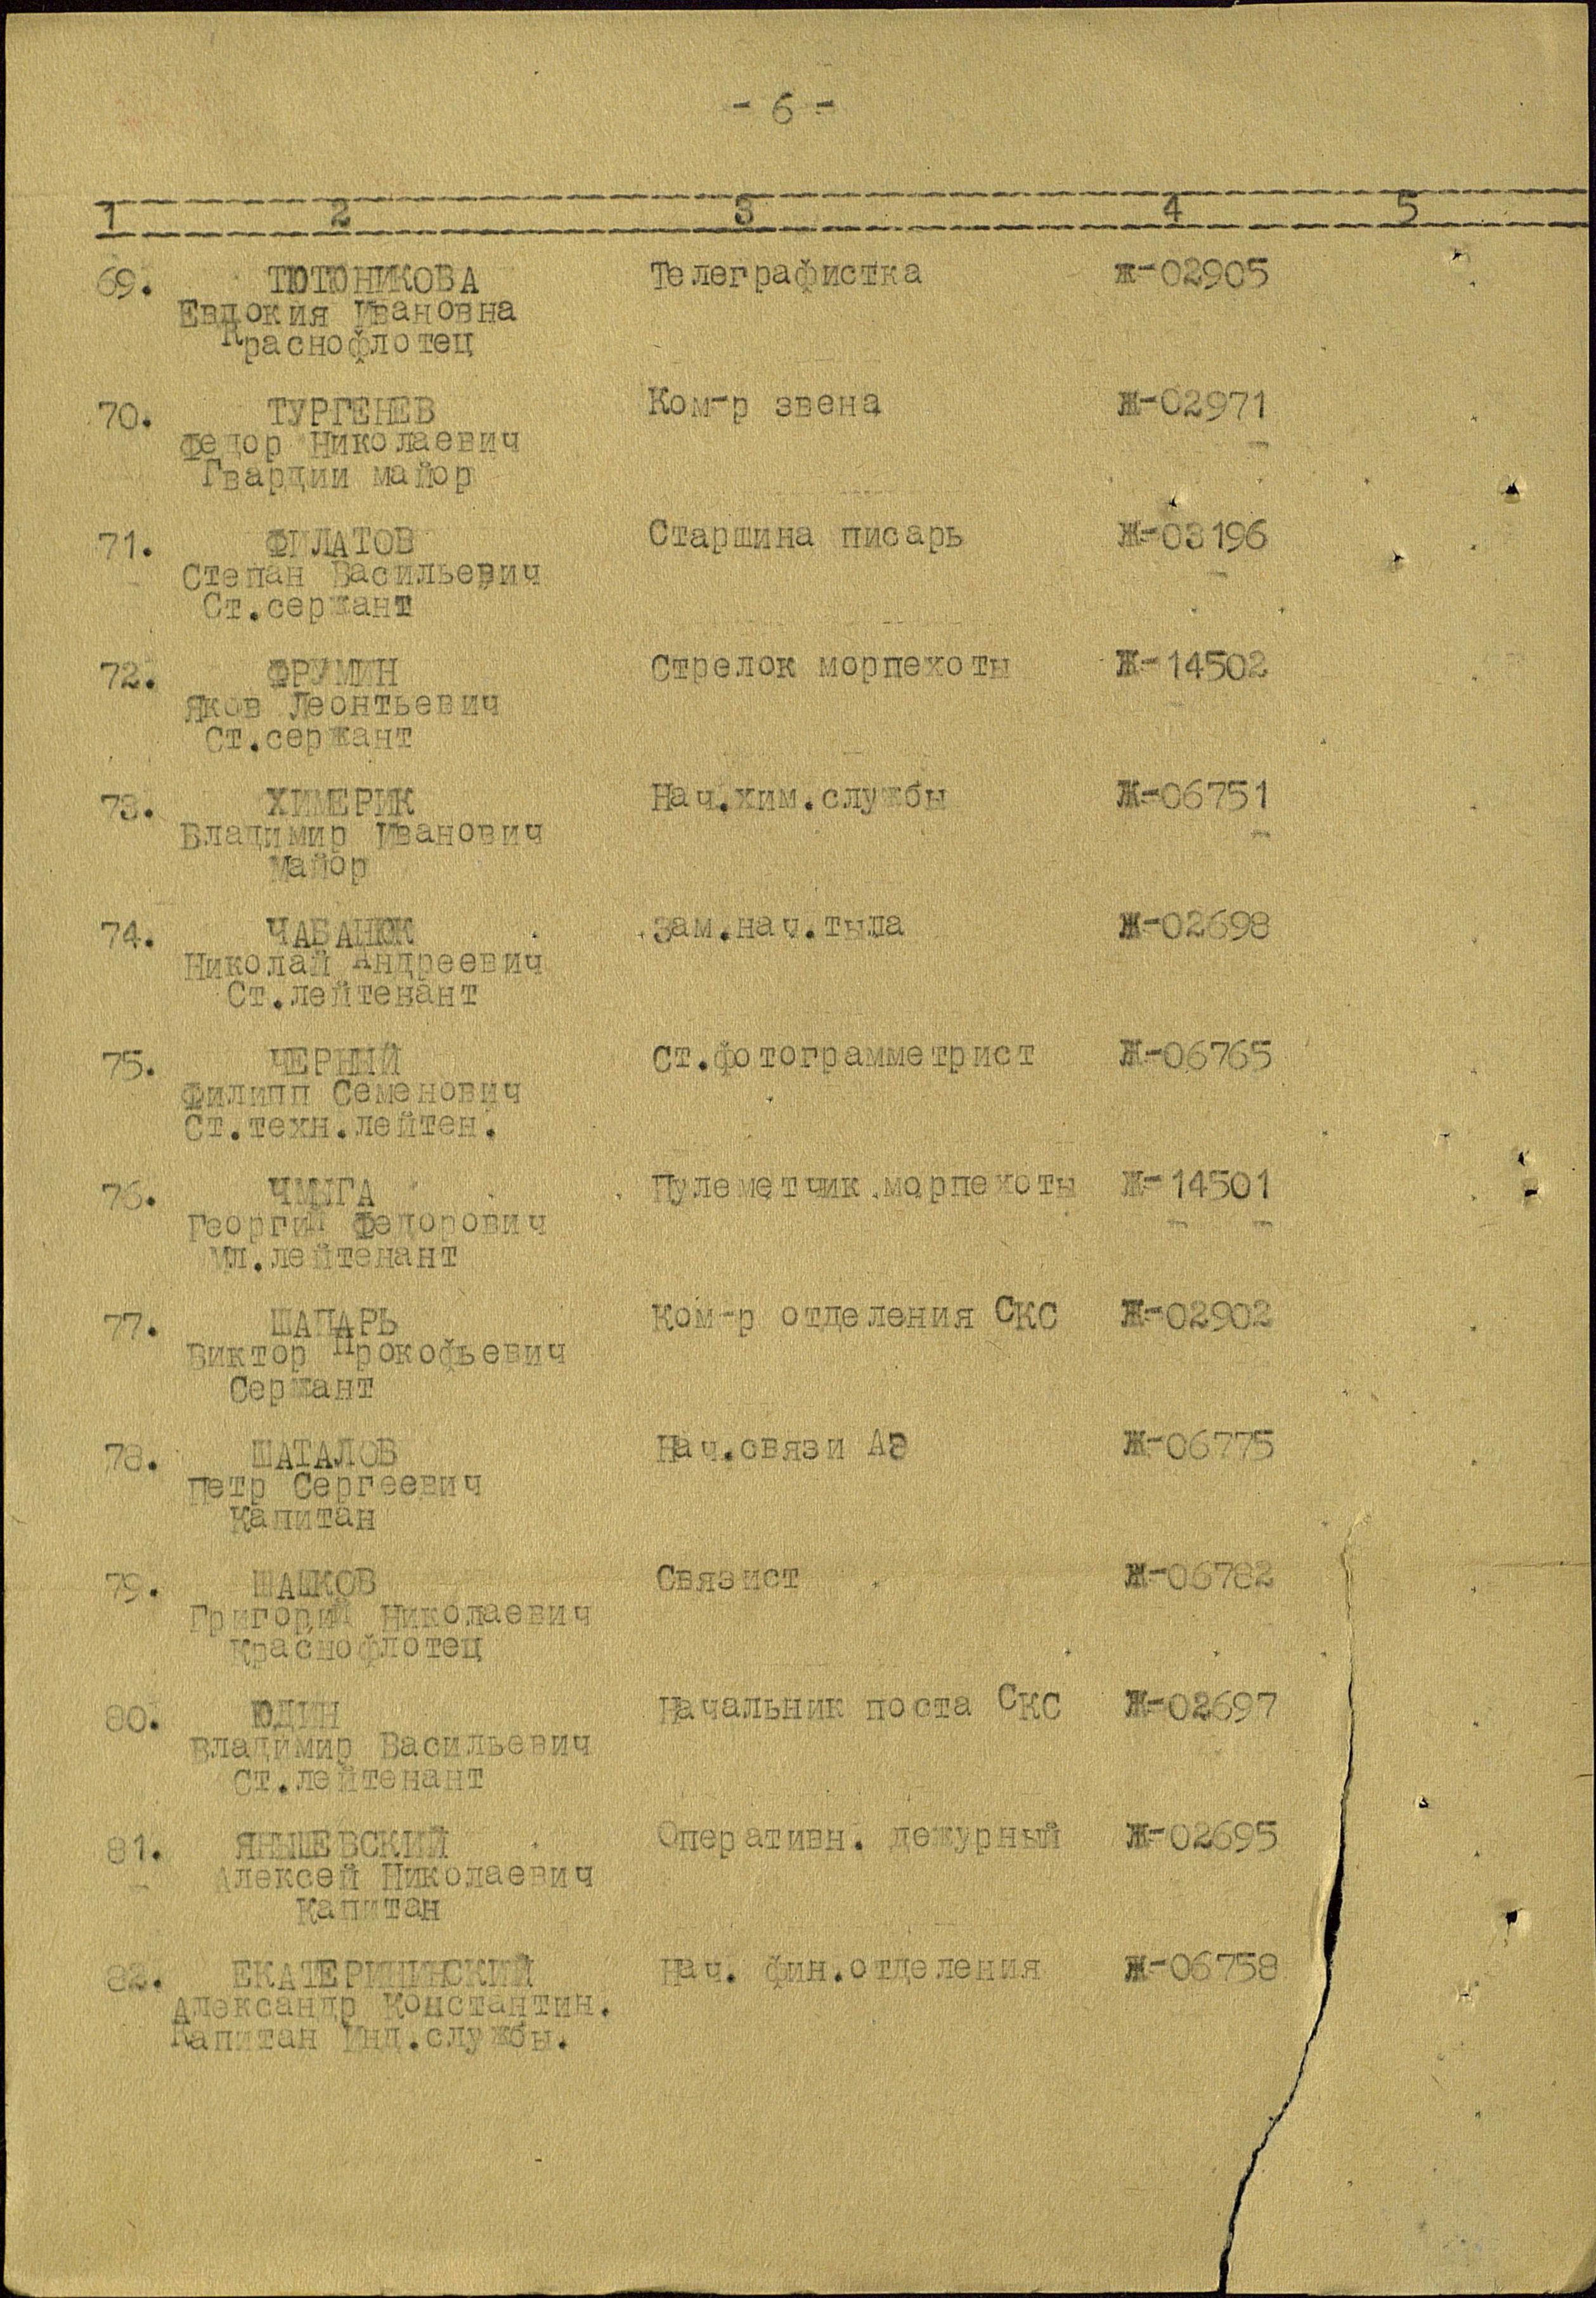 - 6 -
1 2 3 4 5
69. ТЮТЮНИКОВА Телеграфистка Ж-02905
Евдокия Ивановна
Краснофлотец
70. ТУРГЕНЕВ Ком-р звена Ж-02971
Федор Николаевич
Гвардии майор
71. ФИЛАТОВ Старшина писарь Ж-03196
Степан Васильевич
Ст.сержант
72. ФРУМИН Стрелок морпехоты Ж-14502
Яков Леонтьевич
Ст.сержант
73. ХИМЕРИК Нач.хим.службы Ж-06751
Владимир Иванович
Майор
74. ЧАБАНЮК Зам.нач.тыла Ж-02698
Николай Андреевич
Ст.лейтенант
75. ЧЕРНИЙ Ст.фотограмметрист Ж-06765
Филипп Семенович
Ст.техн.лейтен.
76. ЧМЫГА Пулеметчик морпехоты Ж-14501
Георгий Федорович
Мл.лейтенант
77. ШАПАРЬ Ком-р отделения СКС Ж-02902
Виктор Прокофьевич
Сержант
78. ШАТАЛОВ Нач.связи АЭ Ж-06775
Петр Сергеевич
Капитан
79. ШАШКОВ Связист Ж-06782
Григорий Николаевич
Краснофлотец
80. ЮДИН Начальник поста СКС Ж-02697
Владимир Васильевич
Ст.лейтенант
81. ЯНЫШЕВСКИЙ Оперативн. дежурный Ж-02695
Алексей Николаевич
Капитан
82. ЕКАТЕРИНИНСКИЙ Нач. фин.отделения Ж-06758
Александр Константин.
Капитан Инд.службы.